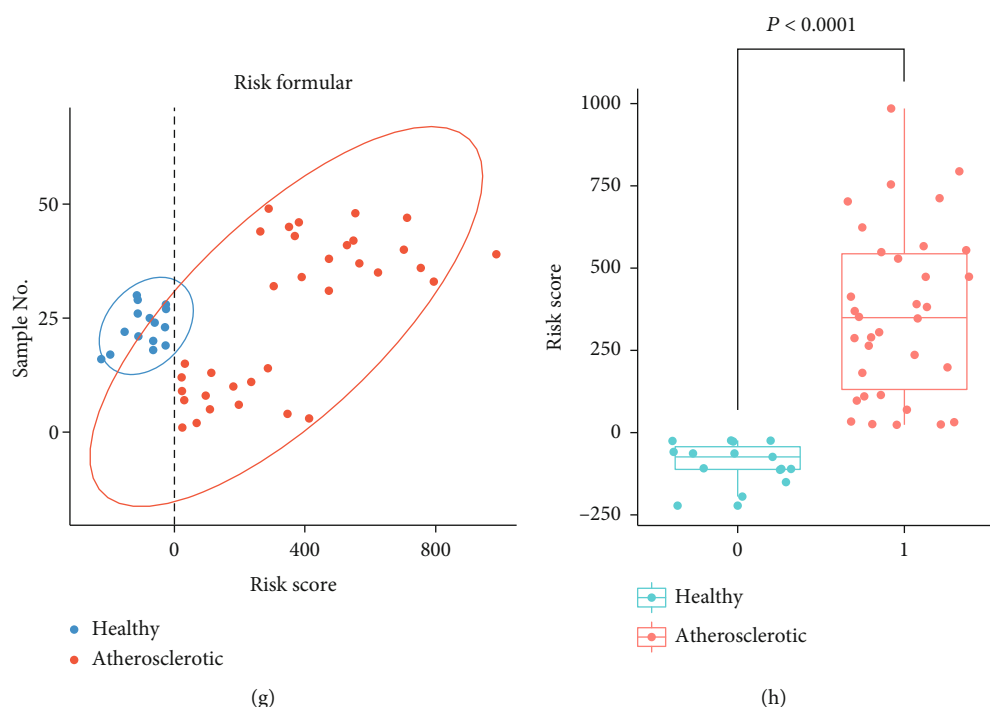 Risk formular
Sample No.
50
25
0
0
400
800
Risk score
Healthy
Atherosclerotic
(g)
P < 0.0001
Risk score
1000
750
500
250
0
−250
0
1
Healthy
Atherosclerotic
(h)